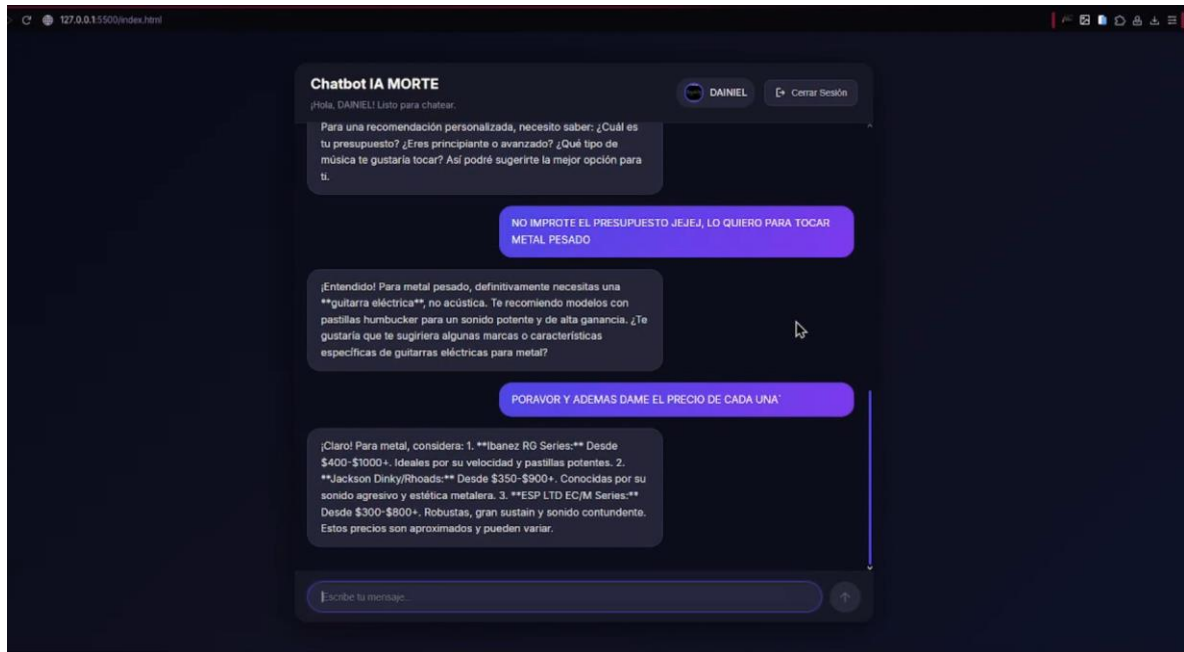 127.0.0.1:5500/index.html
Chatbot IA MORTE
¡Hola, DAINIEL! Listo para chatear.
DAINIEL
Cerrar Sesión
Para una recomendación personalizada, necesito saber: ¿Cuál es
tu presupuesto? ¿Eres principiante o avanzado? ¿Qué tipo de
música te gustaría tocar? Así podré sugerirte la mejor opción para
ti.
NO IMPROTE EL PRESUPUESTO JEJEJ, LO QUIERO PARA TOCAR
METAL PESADO
¡Entendido! Para metal pesado, definitivamente necesitas una
**guitarra eléctrica**, no acústica. Te recomiendo modelos con
pastillas humbucker para un sonido potente y de alta ganancia. ¿Te
gustaría que te sugiriera algunas marcas o características
específicas de guitarras eléctricas para metal?
PORAVOR Y ADEMAS DAME EL PRECIO DE CADA UNA`
¡Claro! Para metal, considera: 1. **Ibanez RG Series:** Desde
$400-$1000+. Ideales por su velocidad y pastillas potentes. 2.
**Jackson Dinky/Rhoads:** Desde $350-$900+. Conocidas por su
sonido agresivo y estética metalera. 3. **ESP LTD EC/M Series:**
Desde $300-$800+. Robustas, gran sustain y sonido contundente.
Estos precios son aproximados y pueden variar.
Escribe tu mensaje...